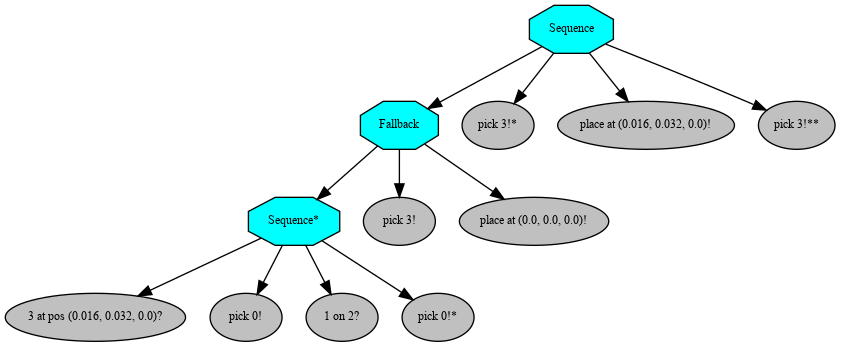 Sequence
Fallback
pick 3!*
place at (0.016, 0.032, 0.0)!
pick 3!**
Sequence*
pick 3!
place at (0.0, 0.0, 0.0)!
3 at pos (0.016, 0.032, 0.0)?
pick 0!
1 on 2?
pick 0!*